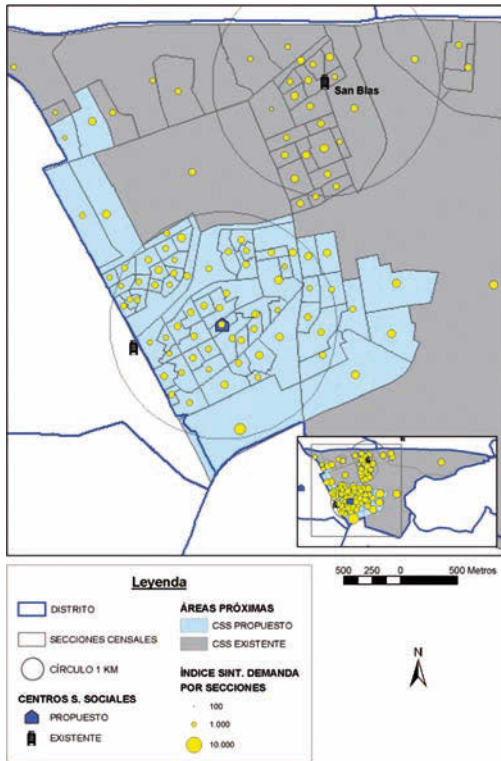 San Blas
Leyenda
DISTRITO
SECCIONES CENSALES
CÍRCULO 1 KM
CENTROS S. SOCIALES
PROPUESTO
EXISTENTE
ÁREAS PRÓXIMAS
CSS PROPUESTO
CSS EXISTENTE
ÍNDICE SINT. DEMANDA
POR SECCIONES
100
1.000
10.000
500 250 0 500 Metros
N